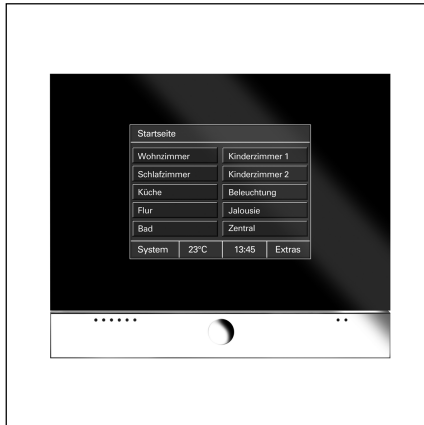 Startseite
Wohnzimmer Kinderzimmer 1
Schlafzimmer Kinderzimmer 2
Küche Beleuchtung
Flur Jalousie
Bad Zentral
System 23°C 13:45 Extras